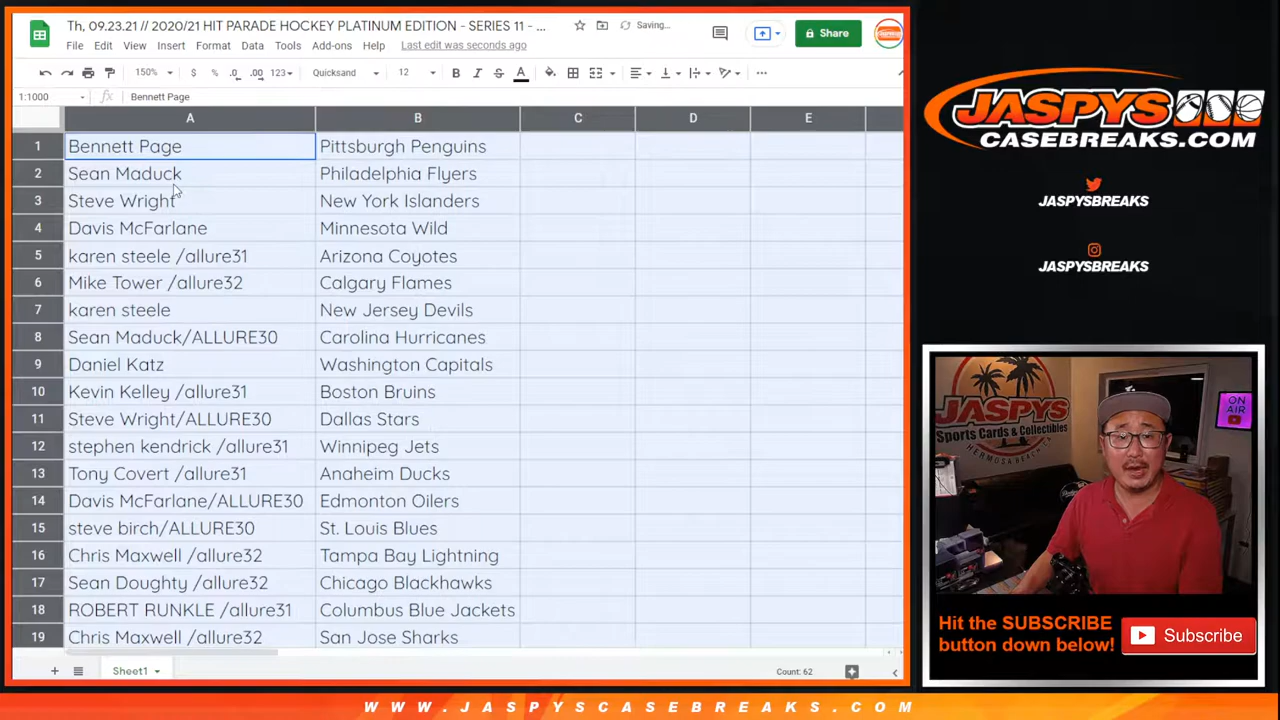 Th, 09.23.21 // 2020/21 HIT PARADE HOCKEY PLATINUM EDITION - SERIES 11 - ...
Saving...
File Edit View Insert Format Data Tools Add-ons Help Last edit was seconds ago
Share
150% $ % .0 .00 123 Quicksand 12 B I S A
1:1000 fx Bennett Page
A B C D E
1 Bennett Page Pittsburgh Penguins
2 Sean Maduck Philadelphia Flyers
3 Steve Wright New York Islanders
4 Davis McFarlane Minnesota Wild
5 karen steele /allure31 Arizona Coyotes
6 Mike Tower /allure32 Calgary Flames
7 karen steele New Jersey Devils
8 Sean Maduck/ALLURE30 Carolina Hurricanes
9 Daniel Katz Washington Capitals
10 Kevin Kelley /allure31 Boston Bruins
11 Steve Wright/ALLURE30 Dallas Stars
12 stephen kendrick /allure31 Winnipeg Jets
13 Tony Covert /allure31 Anaheim Ducks
14 Davis McFarlane/ALLURE30 Edmonton Oilers
15 steve birch/ALLURE30 St. Louis Blues
16 Chris Maxwell /allure32 Tampa Bay Lightning
17 Sean Doughty /allure32 Chicago Blackhawks
18 ROBERT RUNKLE /allure31 Columbus Blue Jackets
19 Chris Maxwell /allure32 San Jose Sharks
Sheet1
Count: 62
JASPYS
CASEBREAKS.COM
JASPYSBREAKS
JASPYSBREAKS
JASPYS
Sports Cards & Collectibles
HERMOSA BEACH
ON
AIR
Hit the SUBSCRIBE
button down below!
Subscribe
WWW.JASPYSCASEBREAKS.COM